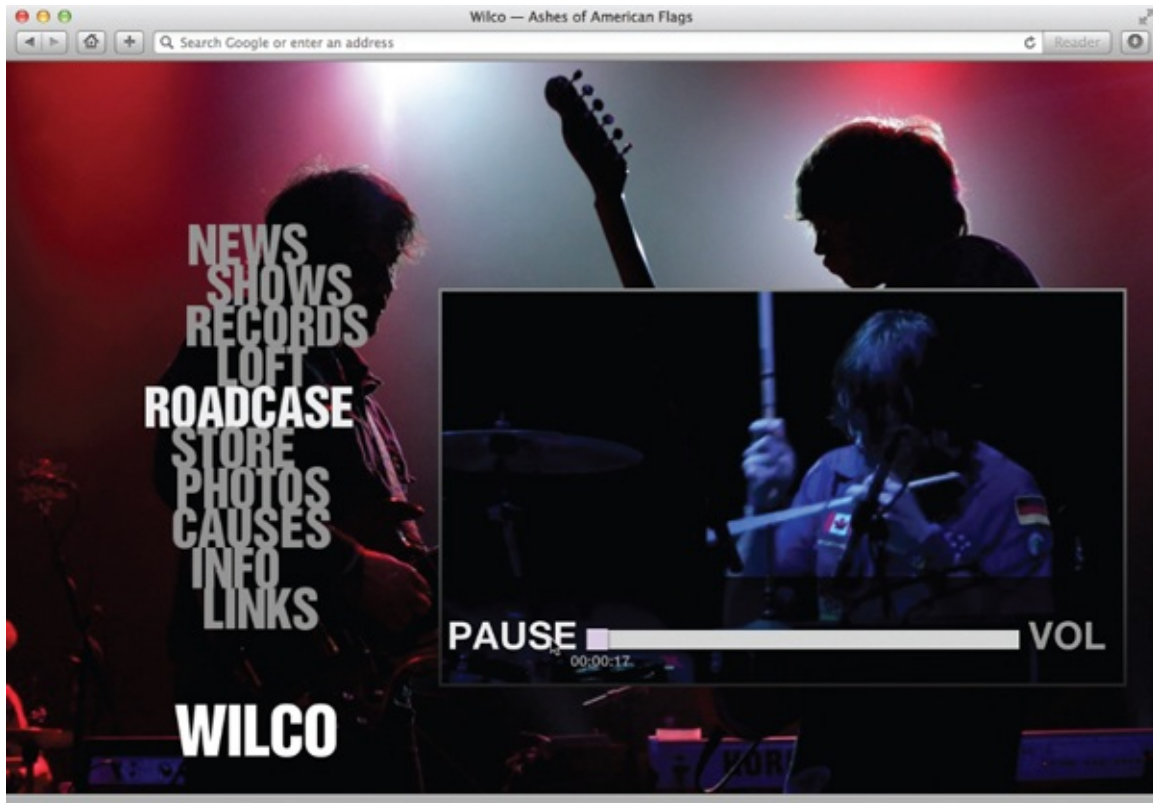 Wilco — Ashes of American Flags
Search Google or enter an address
Reader
NEWS
SHOWS
RECORDS
LOFT
ROADCASE
STORE
PHOTOS
CAUSES
INFO
LINKS
PAUSE
VOL
00:00:17
WILCO